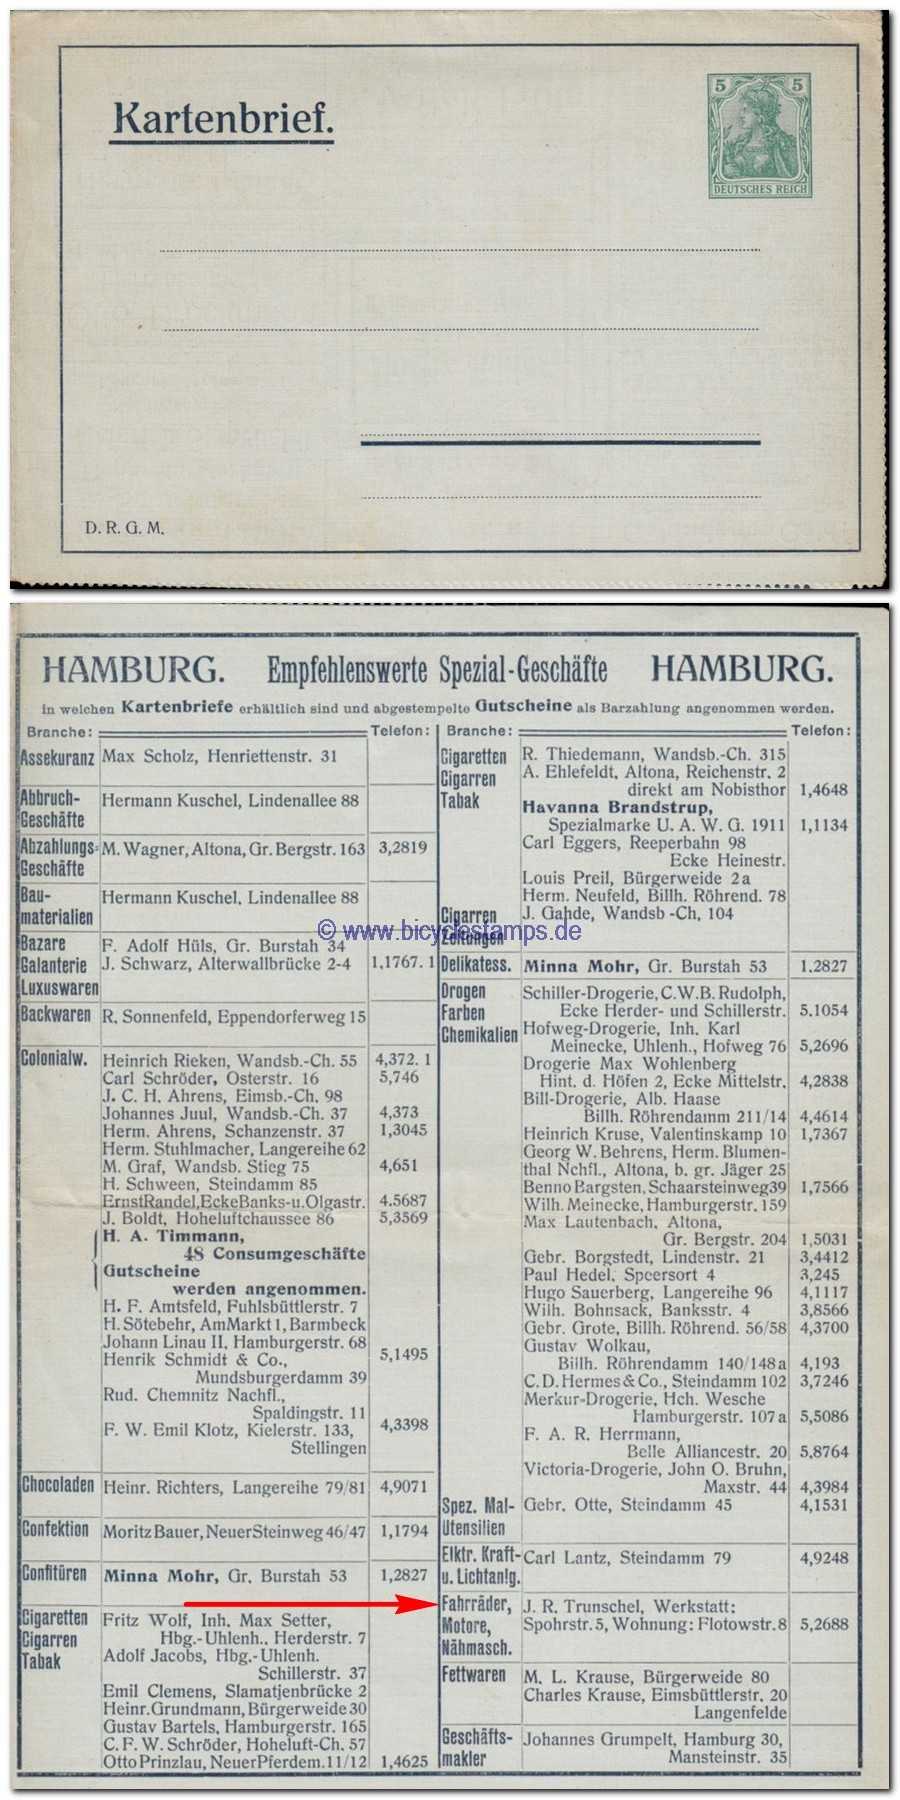 Kartenbrief.
5 5
DEUTSCHES REICH
D. R. G. M.
HAMBURG. Empfehlenswerte Spezial-Geschäfte HAMBURG.
in welchen Kartenbriefe erhältlich sind und abgestempelte Gutscheine als Barzahlung angenommen werden.
Branche: Telefon:
Assekuranz Max Scholz, Henriettenstr. 31
Abbruch-
Geschäfte Hermann Kuschel, Lindenallee 88
Abzahlungs-
Geschäfte M. Wagner, Altona, Gr. Bergstr. 163 3,2819
Bau-
materialien Hermann Kuschel, Lindenallee 88
Bazare F. Adolf Hüls, Gr. Burstah 34
Galanterie J. Schwarz, Alterwallbrücke 2-4 1,1767. 1
Luxuswaren
Backwaren R. Sonnenfeld, Eppendorferweg 15
Colonialw. Heinrich Rieken, Wandsb.-Ch. 55 4,372. 1
Carl Schröder, Osterstr. 16 5,746
J. C. H. Ahrens, Eimsb.-Ch. 98
Johannes Juul, Wandsb.-Ch. 37 4,373
Herm. Ahrens, Schanzenstr. 37 1,3045
Herm. Stuhlmacher, Langereihe 62
M. Graf, Wandsb. Stieg 75 4,651
H. Schween, Steindamm 85
Ernst Randel, Ecke Banks- u. Olgastr. 4.5687
J. Boldt, Hoheluftchaussee 86 5,3569
H. A. Timmann,
48 Consumgeschäfte
Gutscheine
werden angenommen.
H. F. Amtsfeld, Fuhlsbüttlerstr. 7
H. Sötebehr, Am Markt 1, Barmbeck
Johann Linau II, Hamburgerstr. 68
Henrik Schmidt & Co., 5,1495
Mundsburgerdamm 39
Rud. Chemnitz Nachfl.,
Spaldingstr. 11
F. W. Emil Klotz, Kielerstr. 133, 4,3398
Stellingen
Chocoladen Heinr. Richters, Langereihe 79/81 4,9071
Confektion Moritz Bauer, Neuer Steinweg 46/47 1,1794
Confitüren Minna Mohr, Gr. Burstah 53 1,2827
Cigaretten Fritz Wolf, Inh. Max Setter,
Cigarren Hbg.-Uhlenh., Herderstr. 7
Tabak Adolf Jacobs, Hbg.-Uhlenh.
Schillerstr. 37
Emil Clemens, Slamatjenbrücke 2
Heinr. Grundmann, Bürgerweide 30
Gustav Bartels, Hamburgerstr. 165
C. F. W. Schröder, Hoheluft-Ch. 57
Otto Prinzlau, Neuer Pferdem. 11/12 1,4625
Branche: Telefon:
Cigaretten R. Thiedemann, Wandsb.-Ch. 315
Cigarren A. Ehlefeldt, Altona, Reichenstr. 2
Tabak direkt am Nobisthor 1,4648
Havanna Brandstrup,
Spezialmarke U. A. W. G. 1911 1,1134
Carl Eggers, Reeperbahn 98
Ecke Heinestr.
Louis Preil, Bürgerweide 2a
Herm. Neufeld, Billh. Röhrend. 78
Cigarren J. Gahde, Wandsb -Ch, 104
Zeitungen
© www.bicyclestamps.de
Delikatess. Minna Mohr, Gr. Burstah 53 1.2827
Drogen Schiller-Drogerie, C.W.B. Rudolph,
Farben Ecke Herder- und Schillerstr. 5.1054
Chemikalien Hofweg-Drogerie, Inh. Karl
Meinecke, Uhlenh., Hofweg 76 5,2696
Drogerie Max Wohlenberg
Hint. d. Höfen 2, Ecke Mittelstr. 4,2838
Bill-Drogerie, Alb. Haase
Billh. Röhrendamm 211/14 4,4614
Heinrich Kruse, Valentinskamp 10 1,7367
Georg W. Behrens, Herm. Blumen-
thal Nchfl., Altona, b. gr. Jäger 25
Benno Bargsten, Schaarsteinweg 39 1,7566
Wilh. Meinecke, Hamburgerstr. 159
Max Lautenbach, Altona,
Gr. Bergstr. 204 1,5031
Gebr. Borgstedt, Lindenstr. 21 3,4412
Paul Hedel, Speersort 4 3,245
Hugo Sauerberg, Langereihe 96 4,1117
Wilh. Bohnsack, Banksstr. 4 3,8566
Gebr. Grote, Billh. Röhrend. 56/58 4,3700
Gustav Wolkau,
Billh. Röhrendamm 140/148a 4,193
C. D. Hermes & Co., Steindamm 102 3,7246
Merkur-Drogerie, Hch. Wesche
Hamburgerstr. 107a 5,5086
F. A. R. Herrmann,
Belle Alliancestr. 20 5,8764
Victoria-Drogerie, John O. Bruhn,
Maxstr. 44 4,3984
Spez. Mal- Gebr. Otte, Steindamm 45 4,1531
Utensilien
Elktr. Kraft- Carl Lantz, Steindamm 79 4,9248
u. Lichtanlg.
Fahrräder, J. R. Trunschel, Werkstatt:
Motore, Spohrstr. 5, Wohnung: Flotowstr. 8 5,2688
Nähmasch.
Fettwaren M. L. Krause, Bürgerweide 80
Charles Krause, Eimsbüttlerstr. 20
Langenfelde
Geschäfts- Johannes Grumpelt, Hamburg 30,
makler Mansteinstr. 35